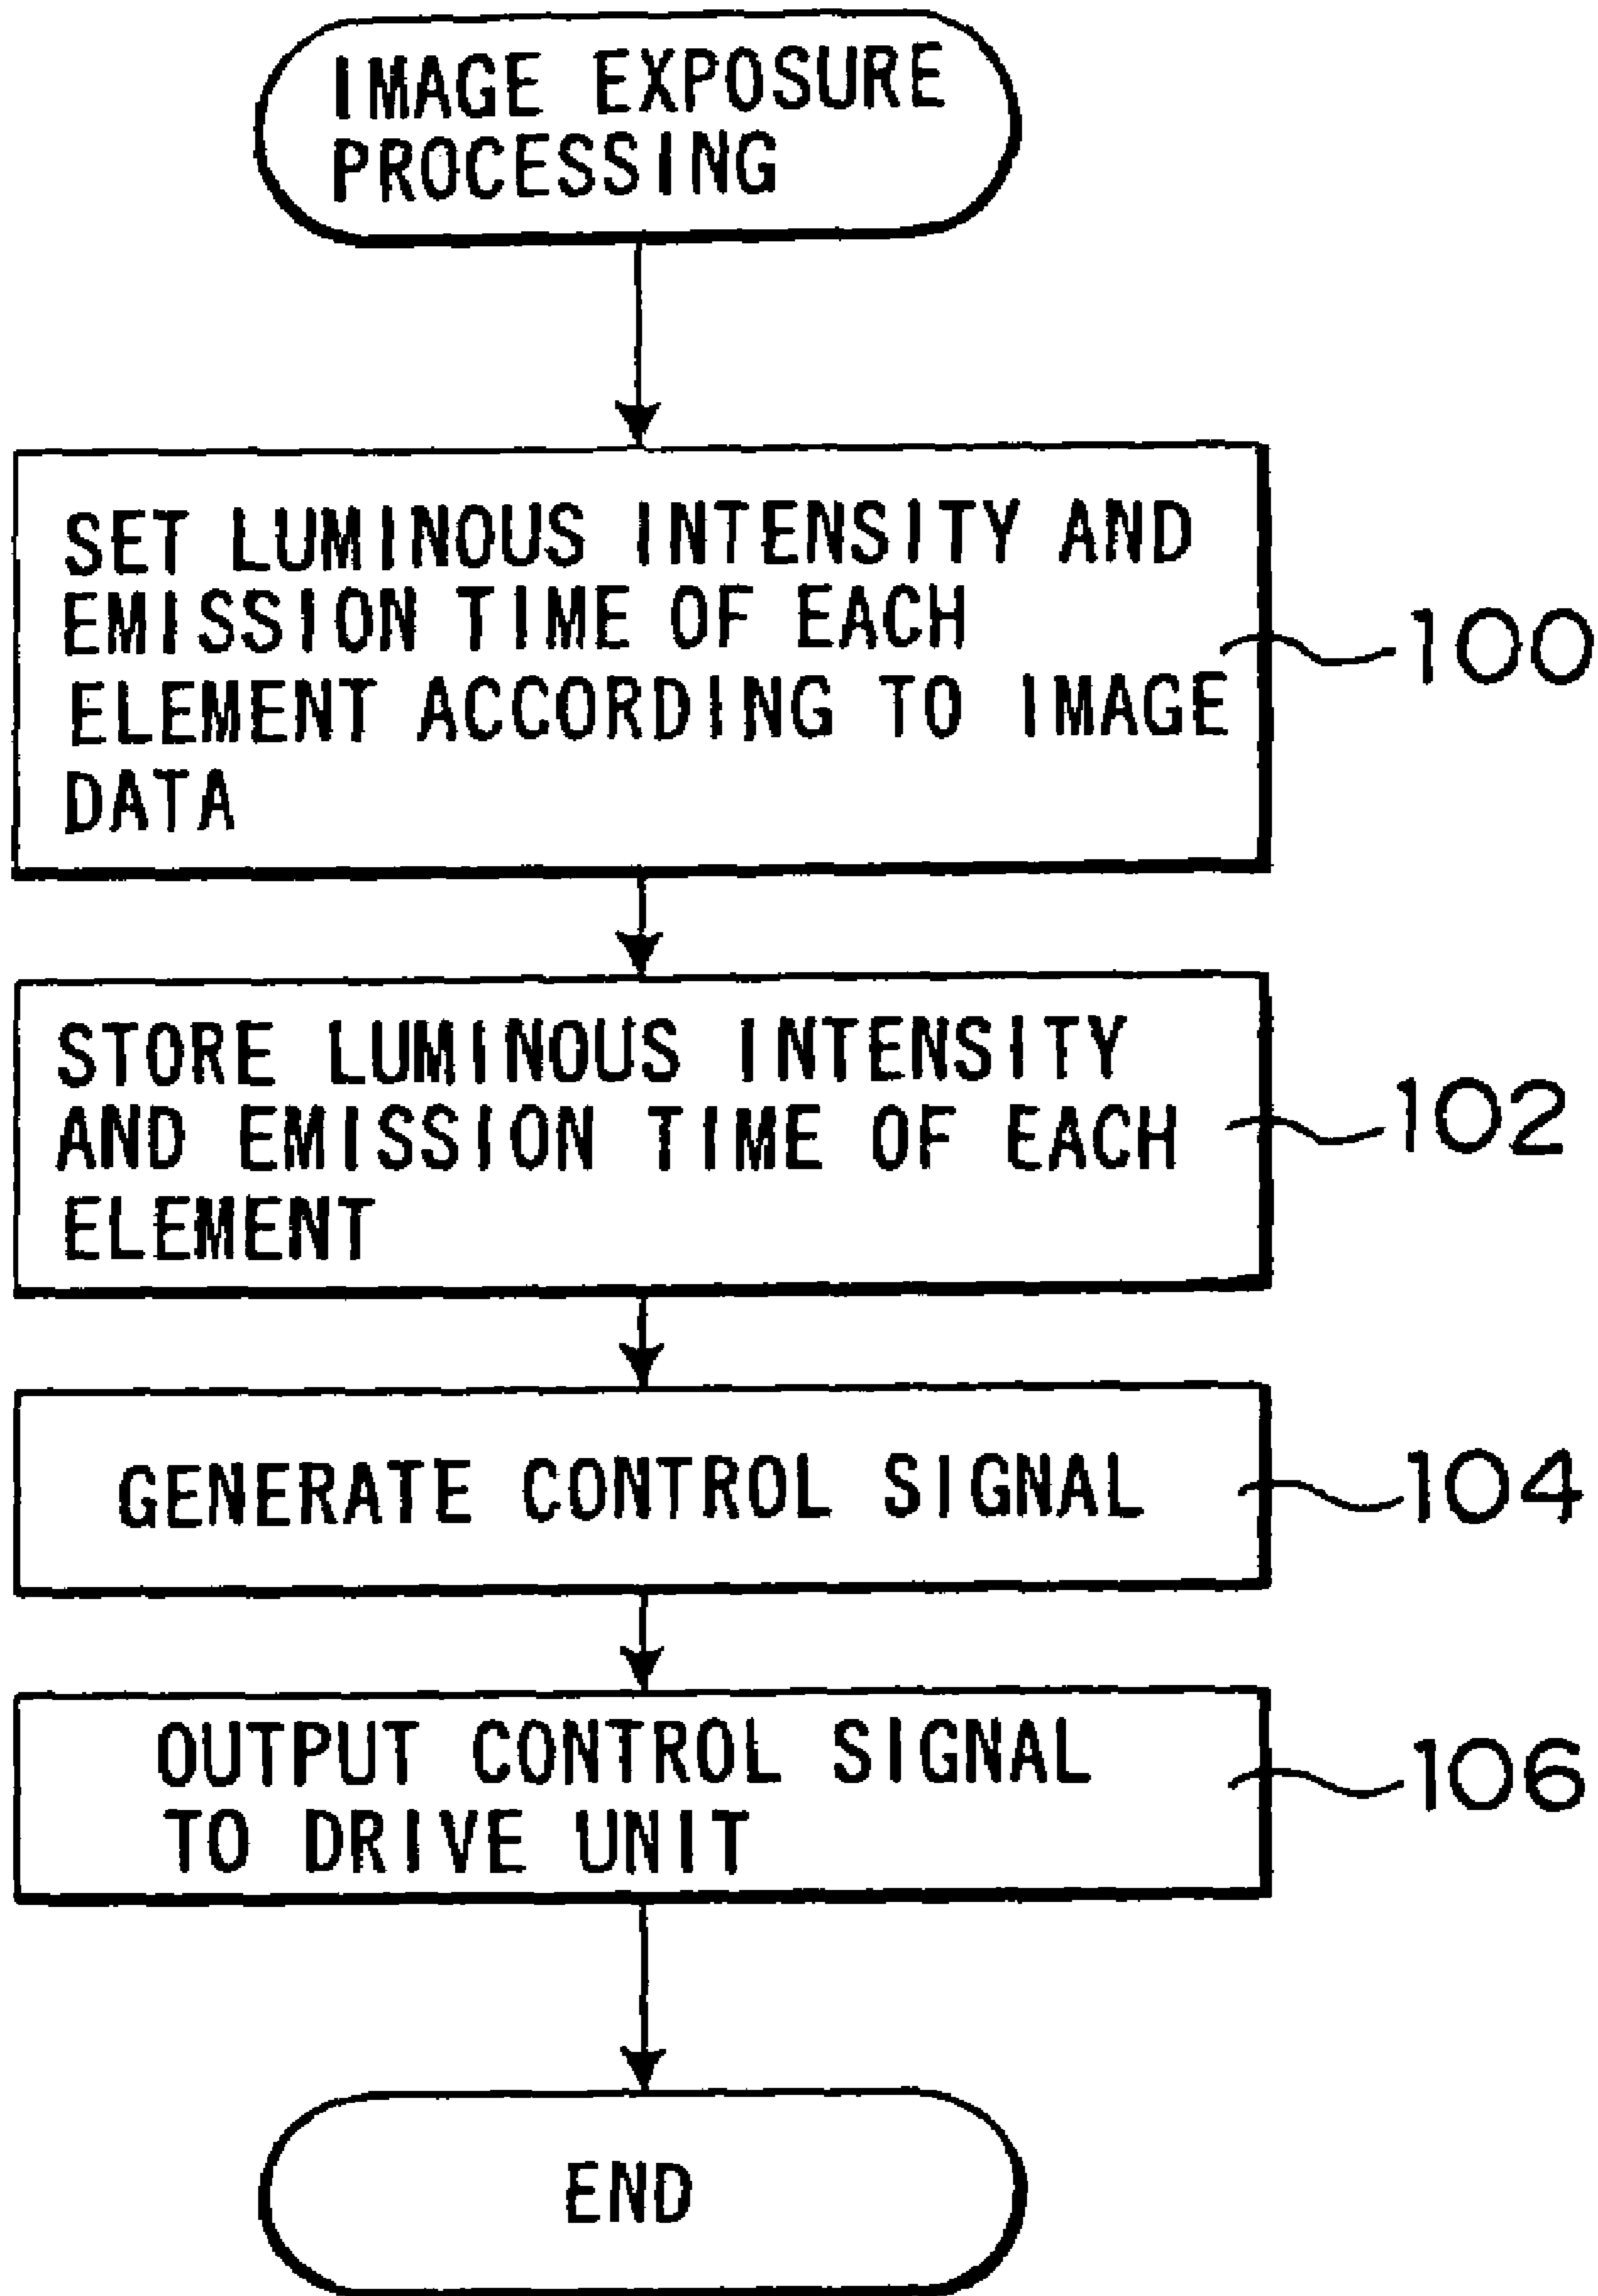 IMAGE EXPOSURE
PROCESSING
SET LUMINOUS INTENSITY AND
EMISSION TIME OF EACH
ELEMENT ACCORDING TO IMAGE
DATA
100
STORE LUMINOUS INTENSITY
AND EMISSION TIME OF EACH
ELEMENT
102
GENERATE CONTROL SIGNAL
104
OUTPUT CONTROL SIGNAL
TO DRIVE UNIT
106
END